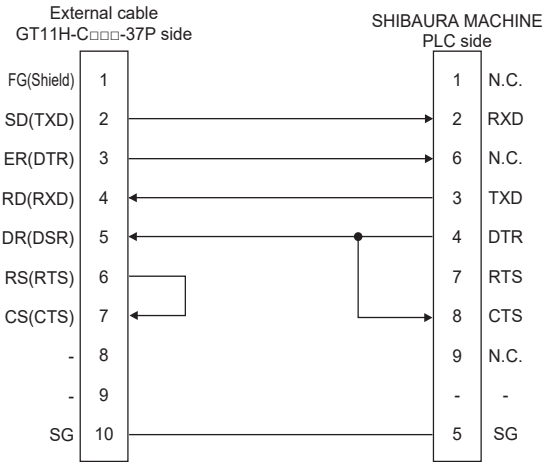 External cable
GT11H-C□□□-37P side
SHIBAURA MACHINE
PLC side
FG(Shield) 1 1 N.C.
SD(TXD) 2 2 RXD
ER(DTR) 3 6 N.C.
RD(RXD) 4 3 TXD
DR(DSR) 5 4 DTR
RS(RTS) 6 7 RTS
CS(CTS) 7 8 CTS
- 8 9 N.C.
- 9 - -
SG 10 5 SG